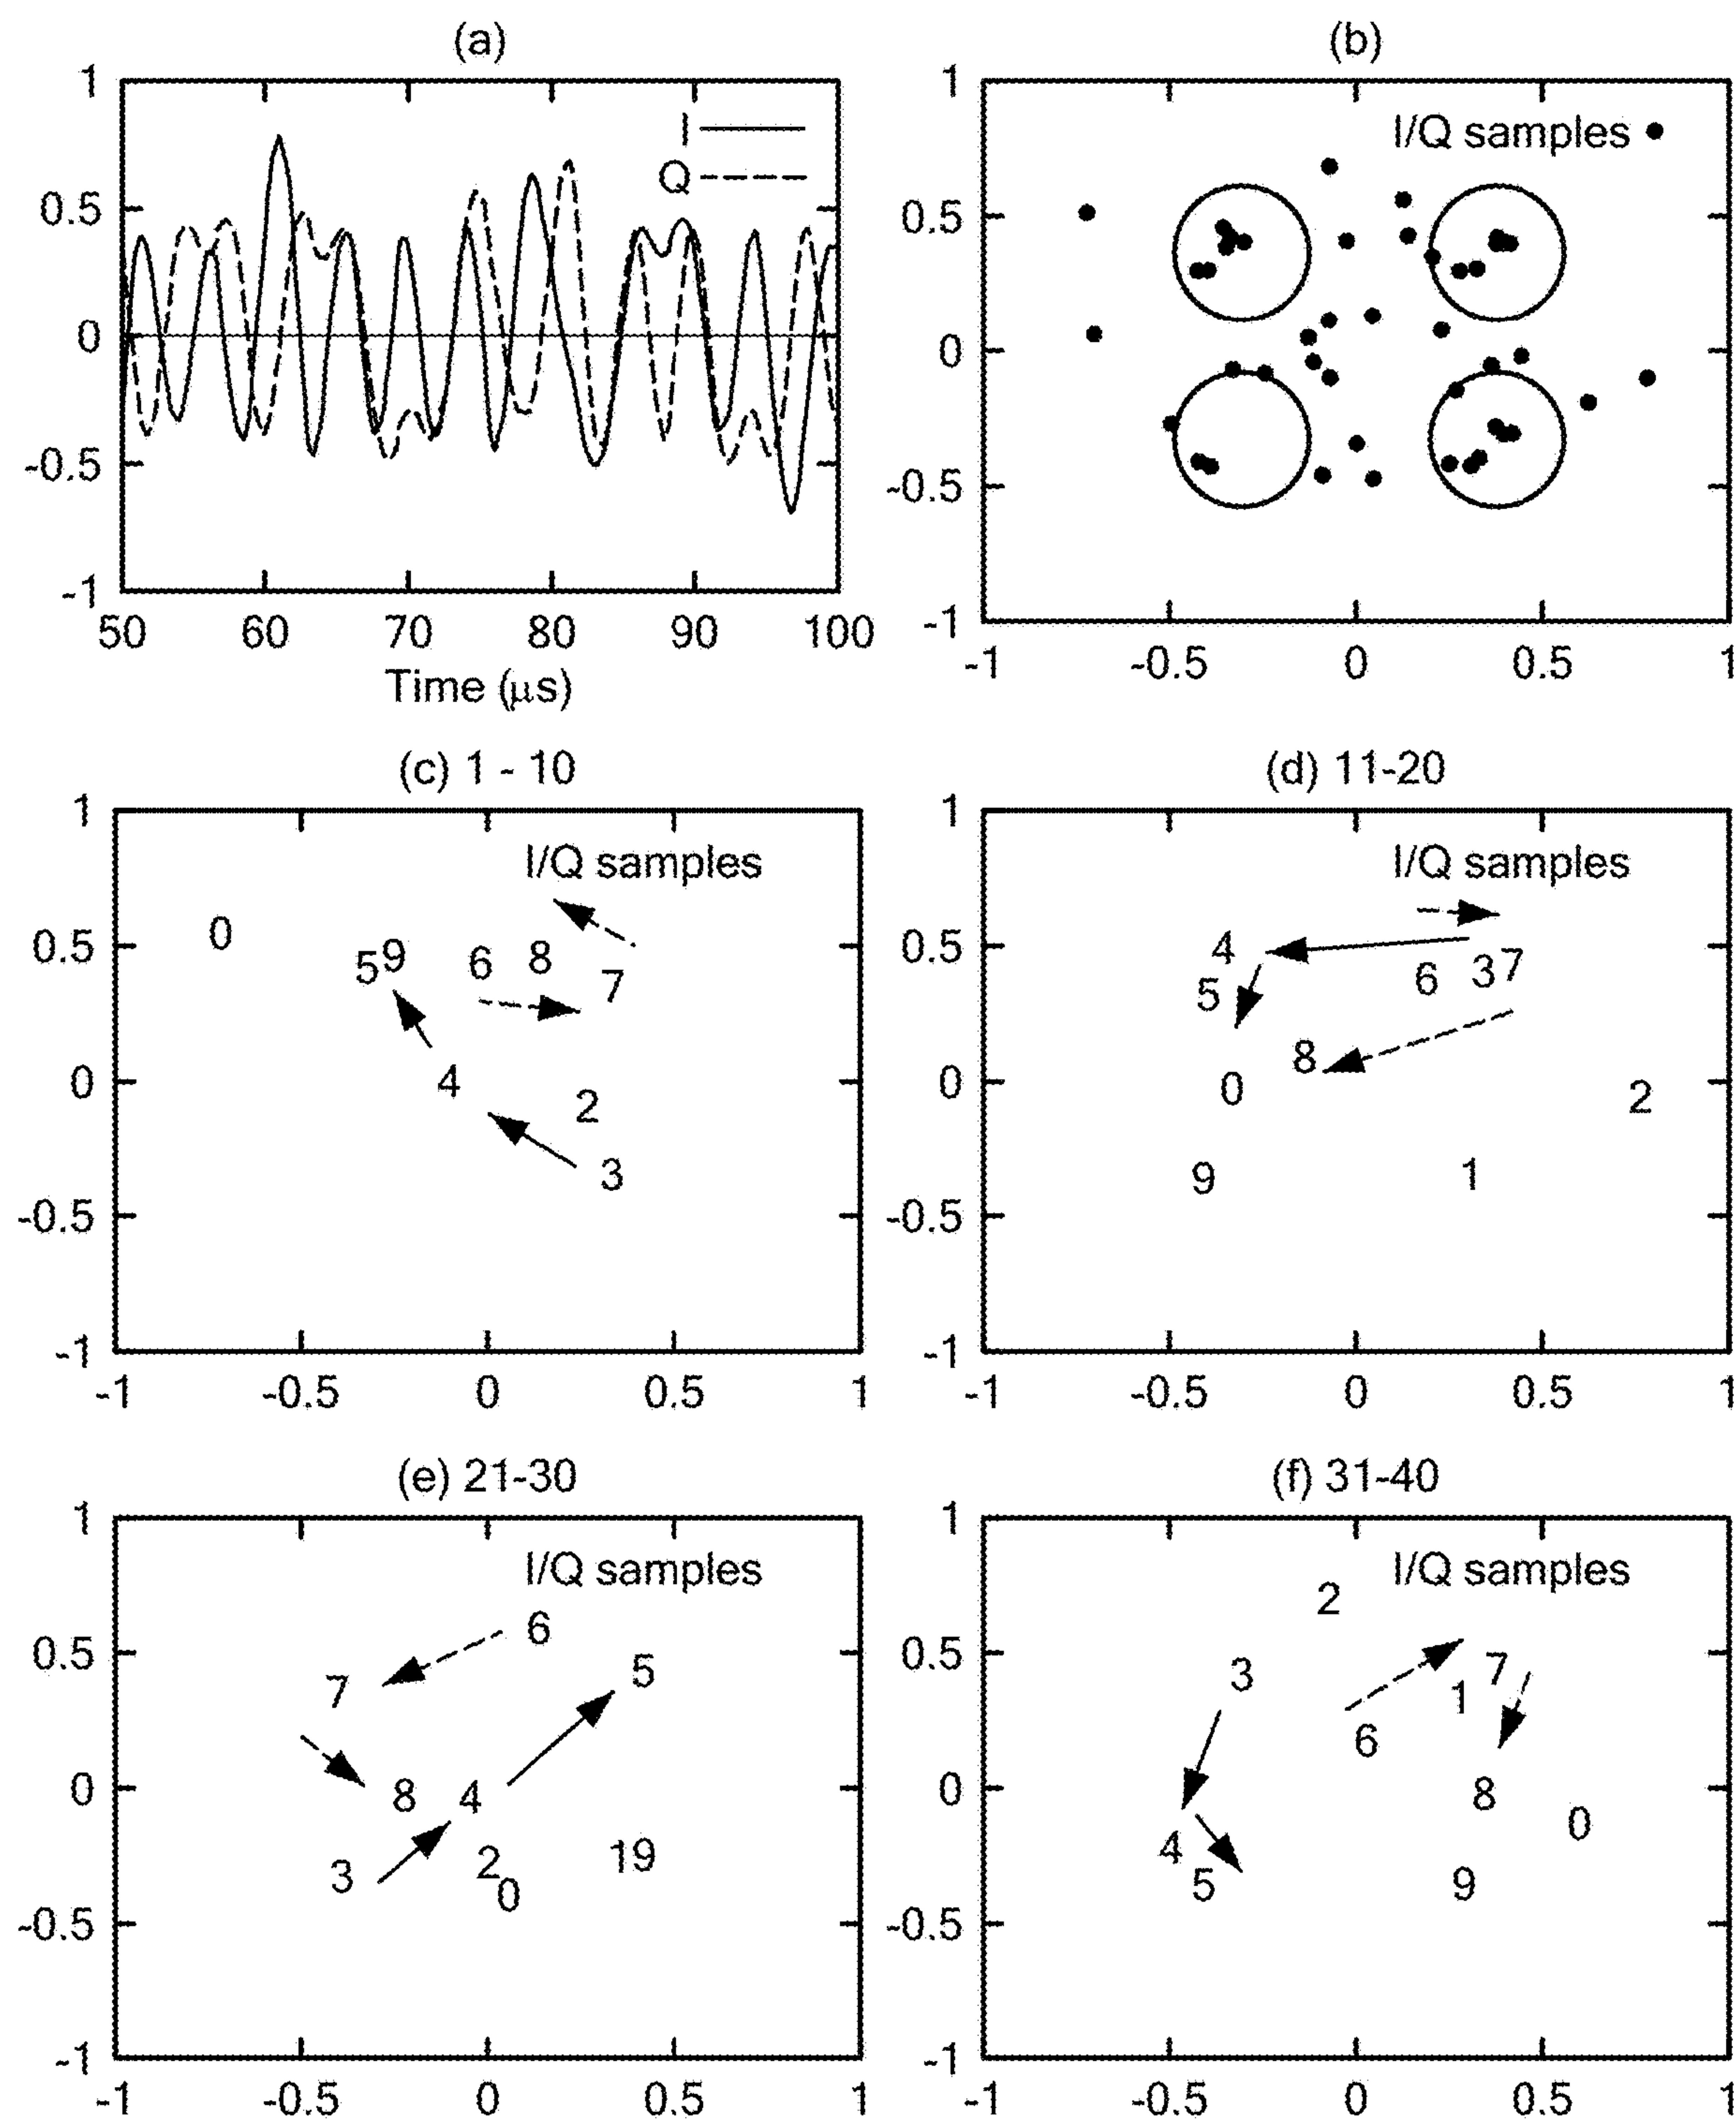 (a)
1
0.5
0
-0.5
-1
I
Q
50 60 70 80 90 100
Time (μs)
(b)
1
0.5
0
-0.5
-1
I/Q samples
-1 -0.5 0 0.5 1
(c) 1 - 10
1
0.5
0
-0.5
-1
I/Q samples
0
5 9 6 8
7
4 2
3
-1 -0.5 0 0.5 1
(d) 11-20
1
0.5
0
-0.5
-1
I/Q samples
4
5 6 3 7
8
0 2
9 1
-1 -0.5 0 0.5 1
(e) 21-30
1
0.5
0
-0.5
-1
I/Q samples
6
7 5
8 4
3 2 19
0
-1 -0.5 0 0.5 1
(f) 31-40
1
0.5
0
-0.5
-1
I/Q samples
2
3 7
1
6
8 0
4
5 9
-1 -0.5 0 0.5 1